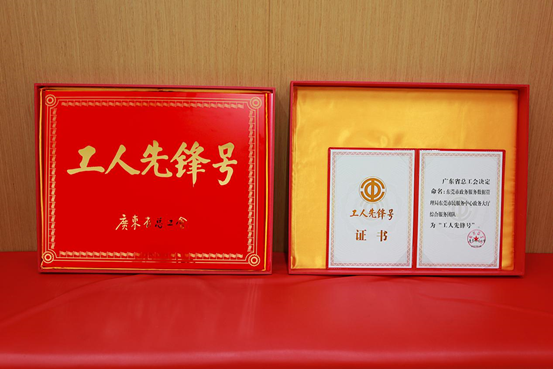 工人先锋号
廣東省總工会
工人先锋号
证书
广东省总工会决定
命名：东莞市政务服务数据管
理局东莞市民服务中心政务大厅
综合服务团队
为“工人先锋号”